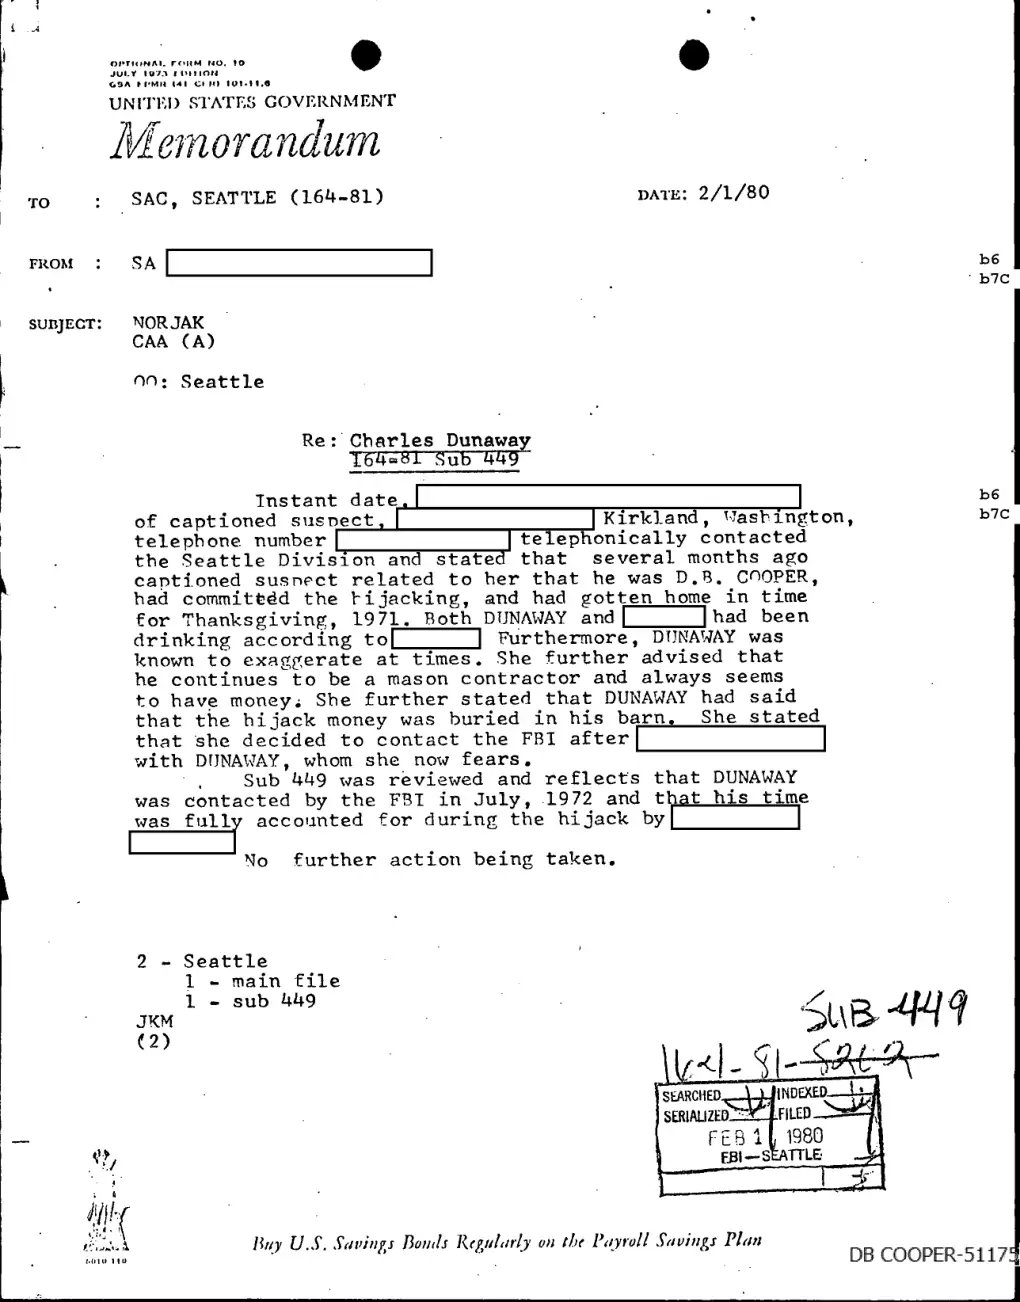 OPTIONAL FORM NO. 10
JULY 1973 EDITION
GSA FPMR (41 CFR) 101-11.6
UNITED STATES GOVERNMENT
Memorandum
TO : SAC, SEATTLE (164-81) DATE: 2/1/80
FROM : SA b6
b7C
SUBJECT: NORJAK
CAA (A)
OO: Seattle
Re: Charles Dunaway
164-81 Sub 449
Instant date, b6
of captioned suspect, Kirkland, Washington, b7C
telephone number telephonically contacted
the Seattle Division and stated that several months ago
captioned suspect related to her that he was D.B. COOPER,
had committed the hijacking, and had gotten home in time
for Thanksgiving, 1971. Both DUNAWAY and had been
drinking according to Furthermore, DUNAWAY was
known to exaggerate at times. She further advised that
he continues to be a mason contractor and always seems
to have money. She further stated that DUNAWAY had said
that the hijack money was buried in his barn. She stated
that she decided to contact the FBI after
with DUNAWAY, whom she now fears.
Sub 449 was reviewed and reflects that DUNAWAY
was contacted by the FBI in July, 1972 and that his time
was fully accounted for during the hijack by
No further action being taken.
2 - Seattle
1 - main file
1 - sub 449
JKM
(2)
SUB 449
164-81-
SEARCHED INDEXED
SERIALIZED FILED
FEB 1 1980
FBI-SEATTLE
5010-110
Buy U.S. Savings Bonds Regularly on the Payroll Savings Plan
DB COOPER-51175